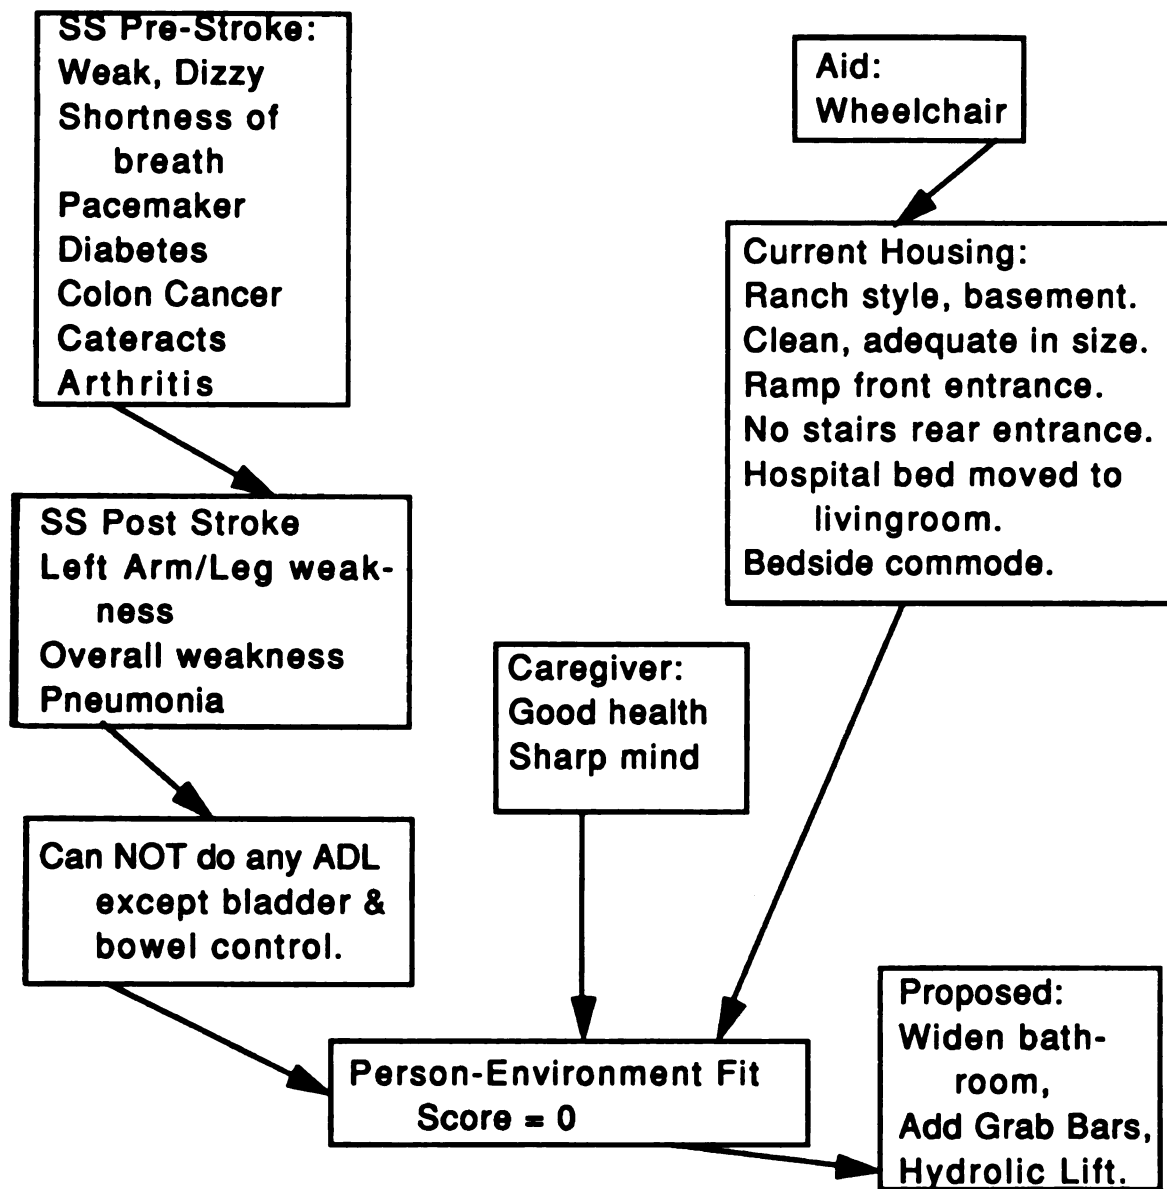 SS Pre-Stroke:
Weak, Dizzy
Shortness of
breath
Pacemaker
Diabetes
Colon Cancer
Cateracts
Arthritis
Aid:
Wheelchair
Current Housing:
Ranch style, basement.
Clean, adequate in size.
Ramp front entrance.
No stairs rear entrance.
Hospital bed moved to
livingroom.
Bedside commode.
SS Post Stroke
Left Arm/Leg weak-
ness
Overall weakness
Pneumonia
Caregiver:
Good health
Sharp mind
Can NOT do any ADL
except bladder &
bowel control.
Person-Environment Fit
Score = 0
Proposed:
Widen bath-
room,
Add Grab Bars,
Hydrolic Lift.